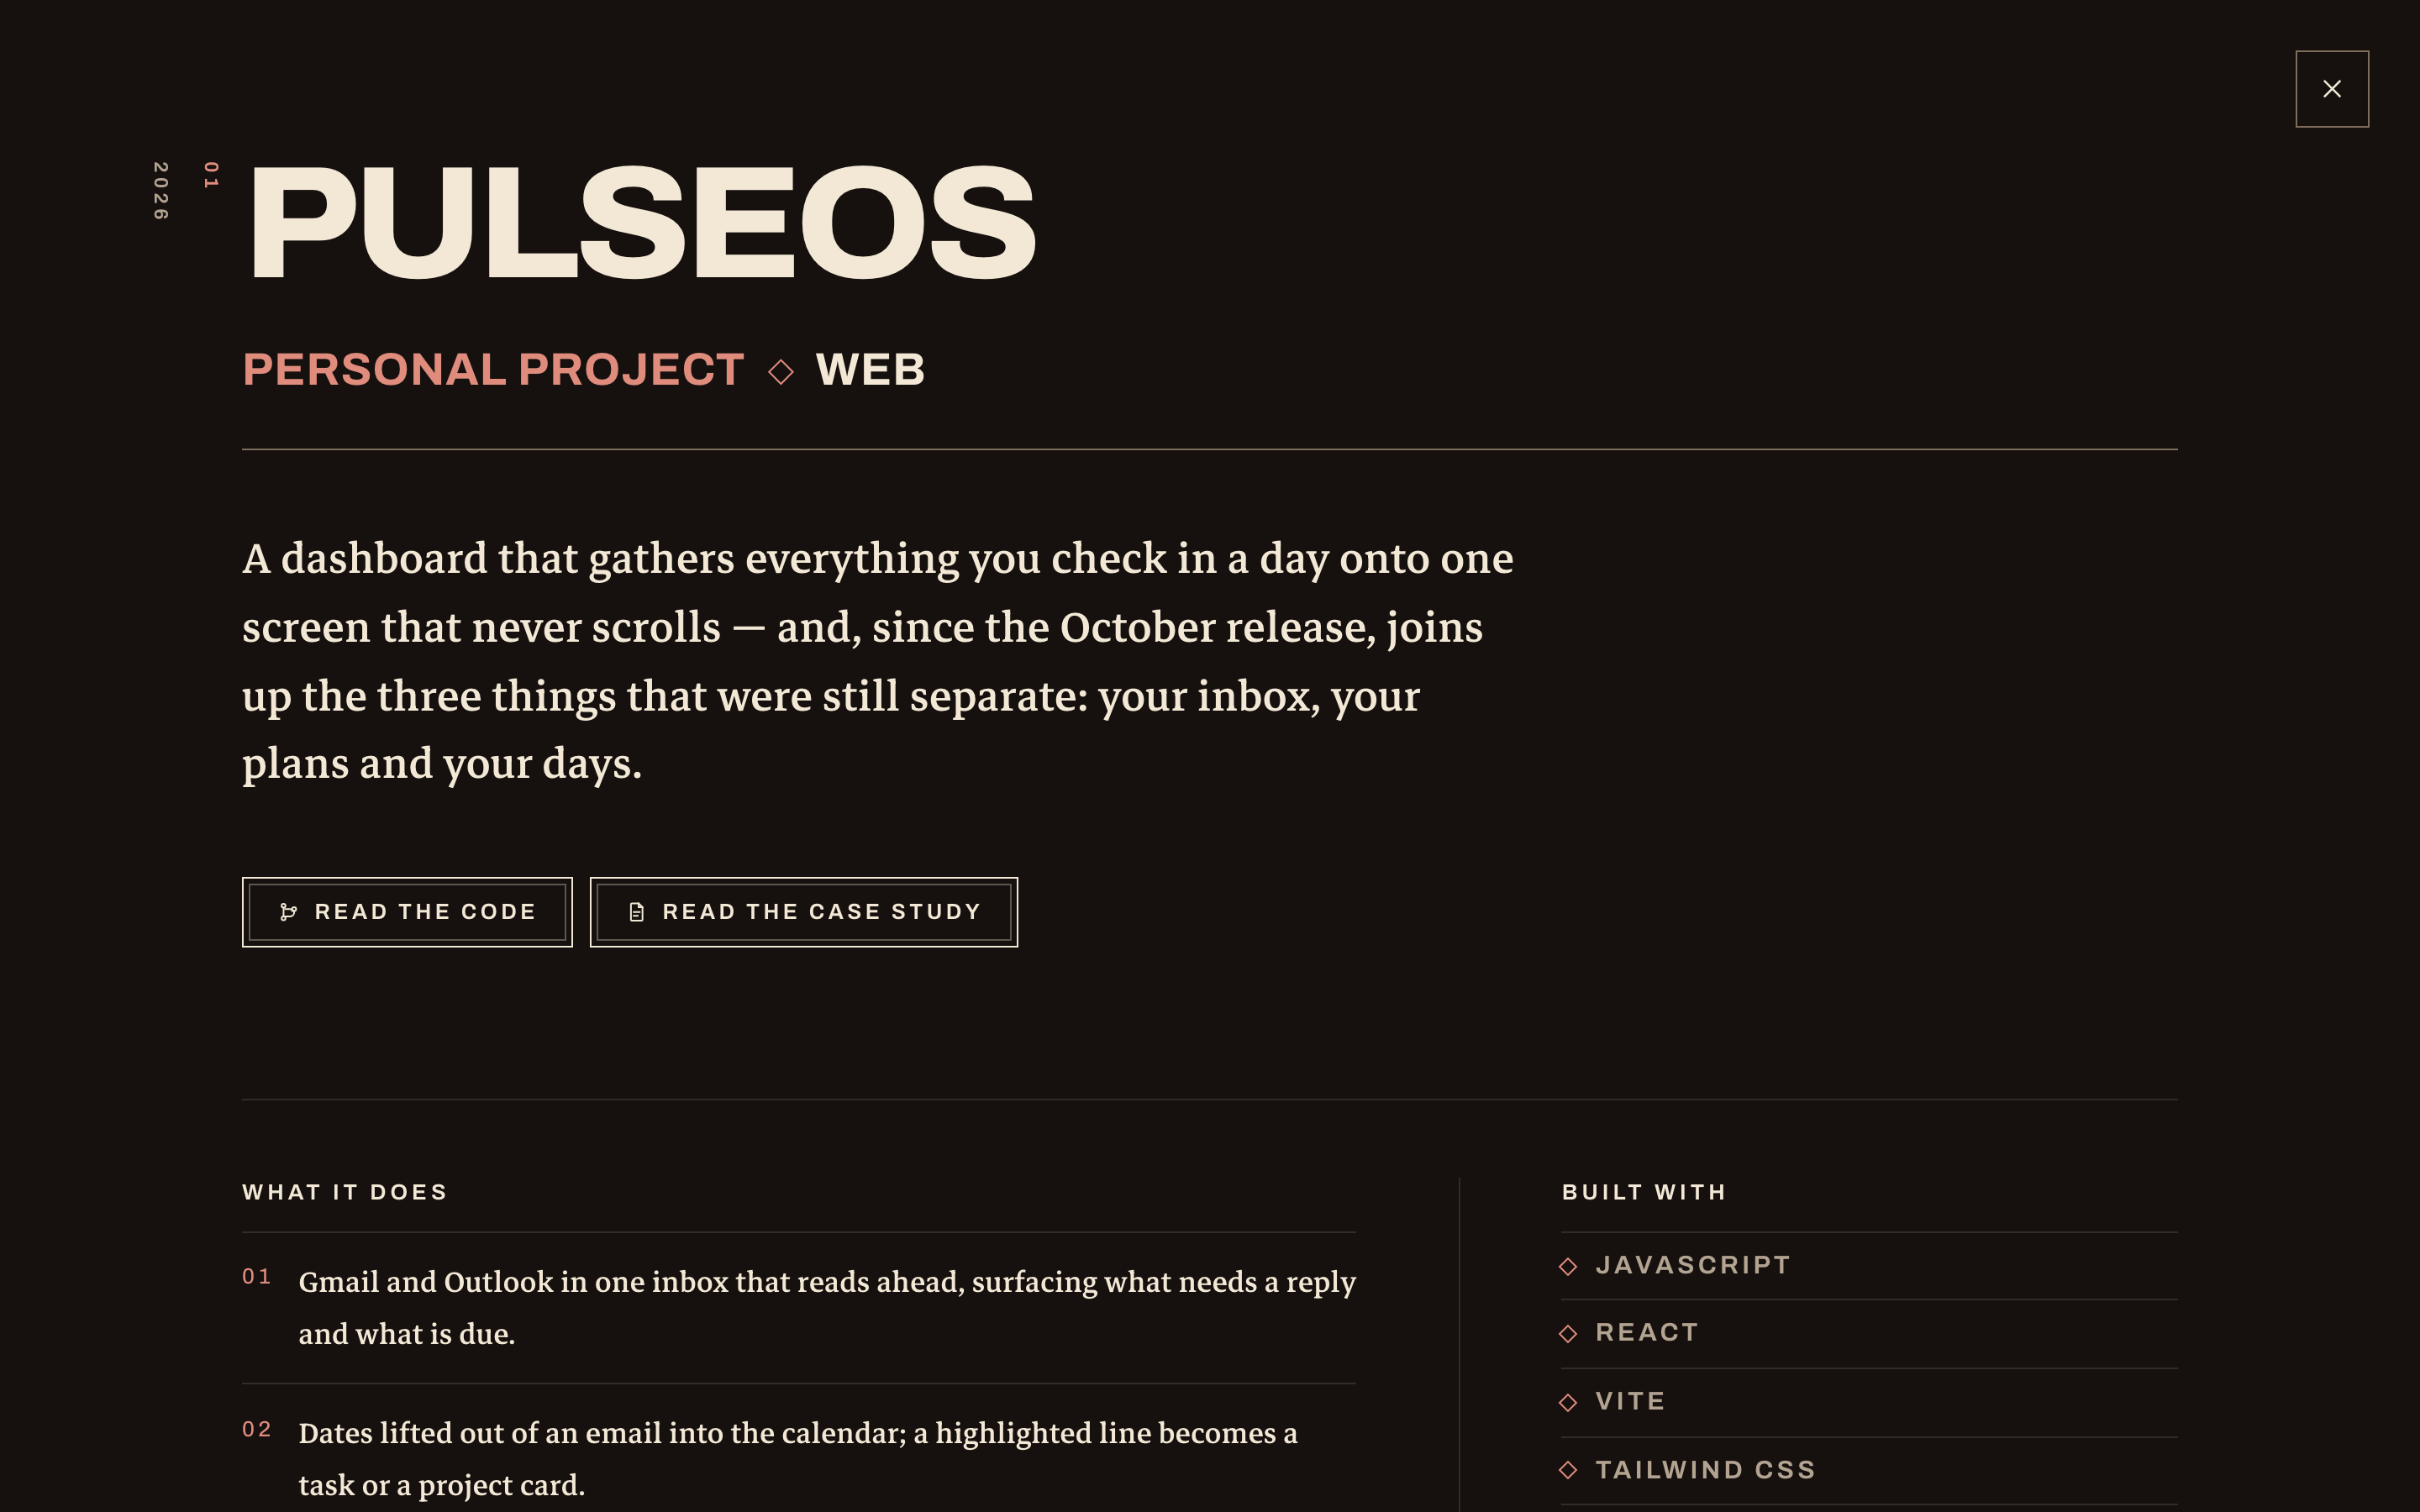 2026
01
PULSEOS
PERSONAL PROJECT ◇ WEB
A dashboard that gathers everything you check in a day onto one
screen that never scrolls — and, since the October release, joins
up the three things that were still separate: your inbox, your
plans and your days.
READ THE CODE
READ THE CASE STUDY
WHAT IT DOES
01 Gmail and Outlook in one inbox that reads ahead, surfacing what needs a reply
and what is due.
02 Dates lifted out of an email into the calendar; a highlighted line becomes a
task or a project card.
BUILT WITH
◇ JAVASCRIPT
◇ REACT
◇ VITE
◇ TAILWIND CSS